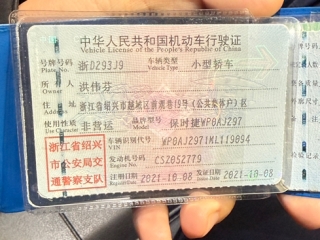 中华人民共和国机动车行驶证
Vehicle License of the People's Republic of China
号牌号码 浙D293J9 车辆类型 小型轿车
Plate No. Vehicle Type
所有人 洪伟芬
Owner
住址 浙江省绍兴市越城区
Address
使用性质 非营运 品牌型号 保时捷WP0AJ297
Use Character Model
浙江省绍兴
市公安局交
通警察支队
车辆识别代号 WP0AJ2971ML119894
VIN
发动机号码 CS2052779
Engine No.
注册日期 2021-10-08 发证日期 2021-10-08
Register Date Issue Date